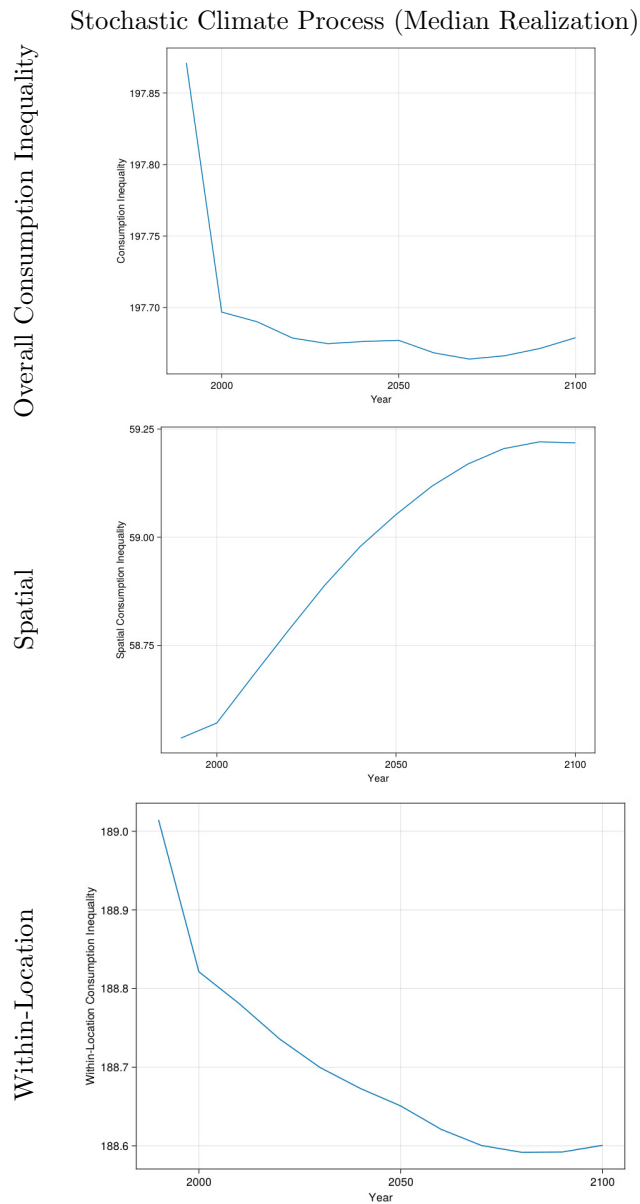 Stochastic Climate Process (Median Realization)
Overall Consumption Inequality
Consumption Inequality
197.85
197.80
197.75
197.70
2000
2050
2100
Year
Spatial
Spatial Consumption Inequality
59.25
59.00
58.75
2000
2050
2100
Year
Within-Location
Within-Location Consumption Inequality
189.0
188.9
188.8
188.7
188.6
2000
2050
2100
Year